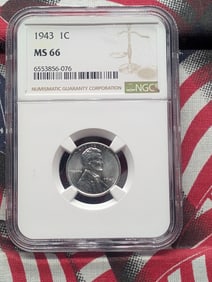 1943 1C
MS 66
6553856-076
NUMISMATIC GUARANTY CORPORATION
NGC